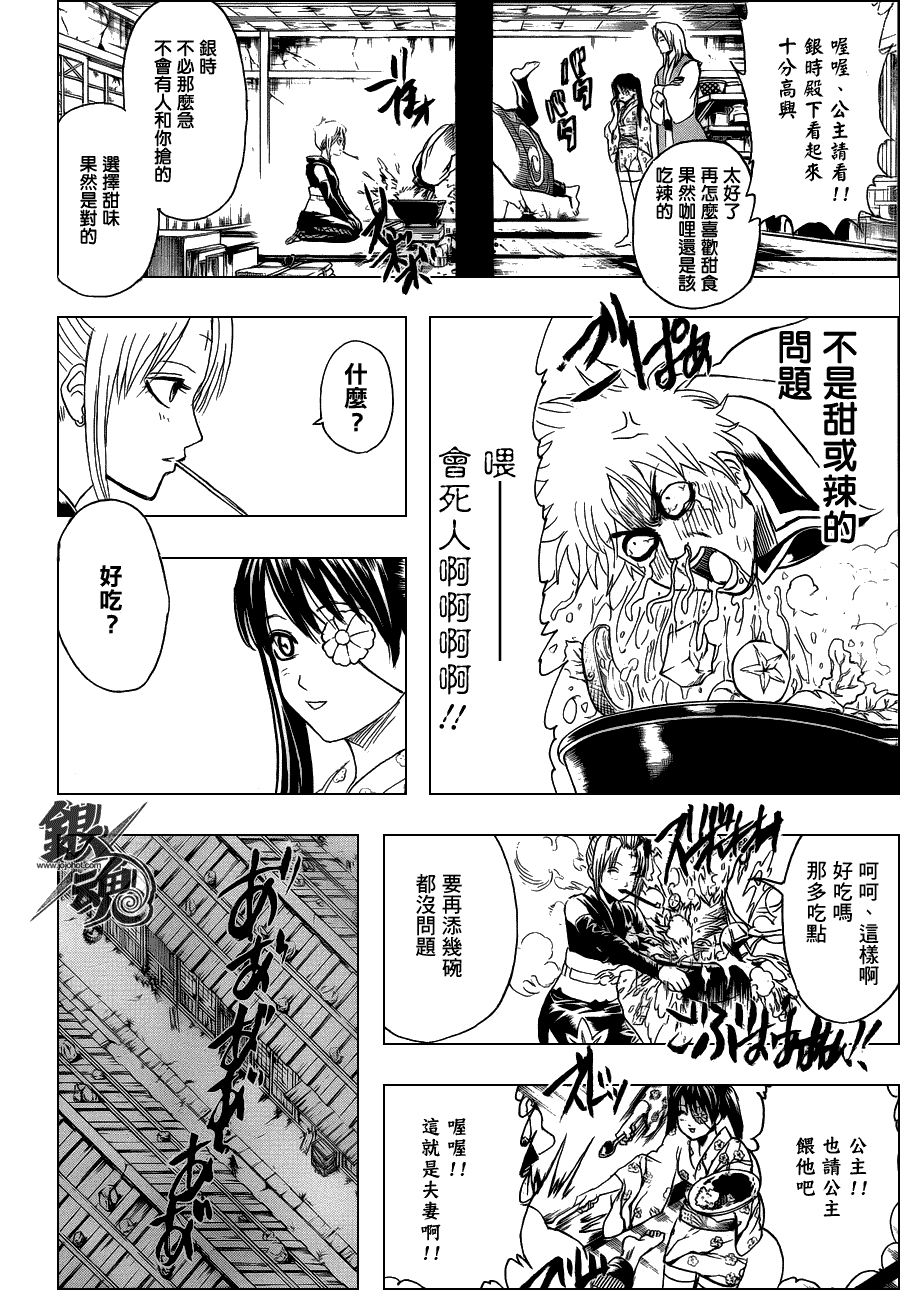 喔喔、公主請看!!
銀時殿下看起來
十分高興
太好了
再怎麼喜歡甜食
果然咖哩還是該
吃辣的
銀時
不必那麼急
不會有人和你搶的
選擇甜味
果然是對的
不是甜或辣的
問題
喂——
會死人啊啊啊啊!!
什麼?
好吃?
呵呵、這樣啊
好吃嗎
那多吃點
要再添幾碗
都沒問題
公主!!
也請公主
餵他吧
喔喔!!
這就是夫妻啊!!
銀魂
www.jojohot.com